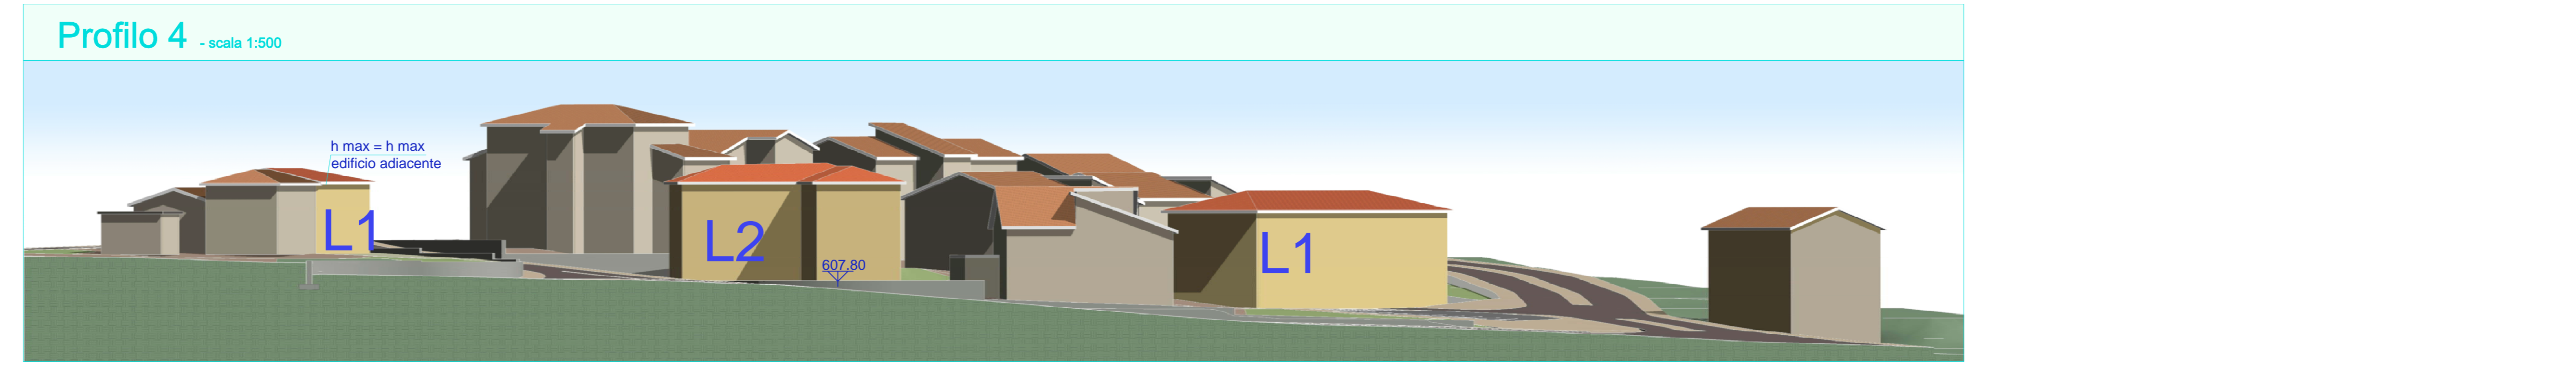 Profilo 4 - scala 1:500
h max = h max
edificio adiacente
L1
L2
607.80
L1